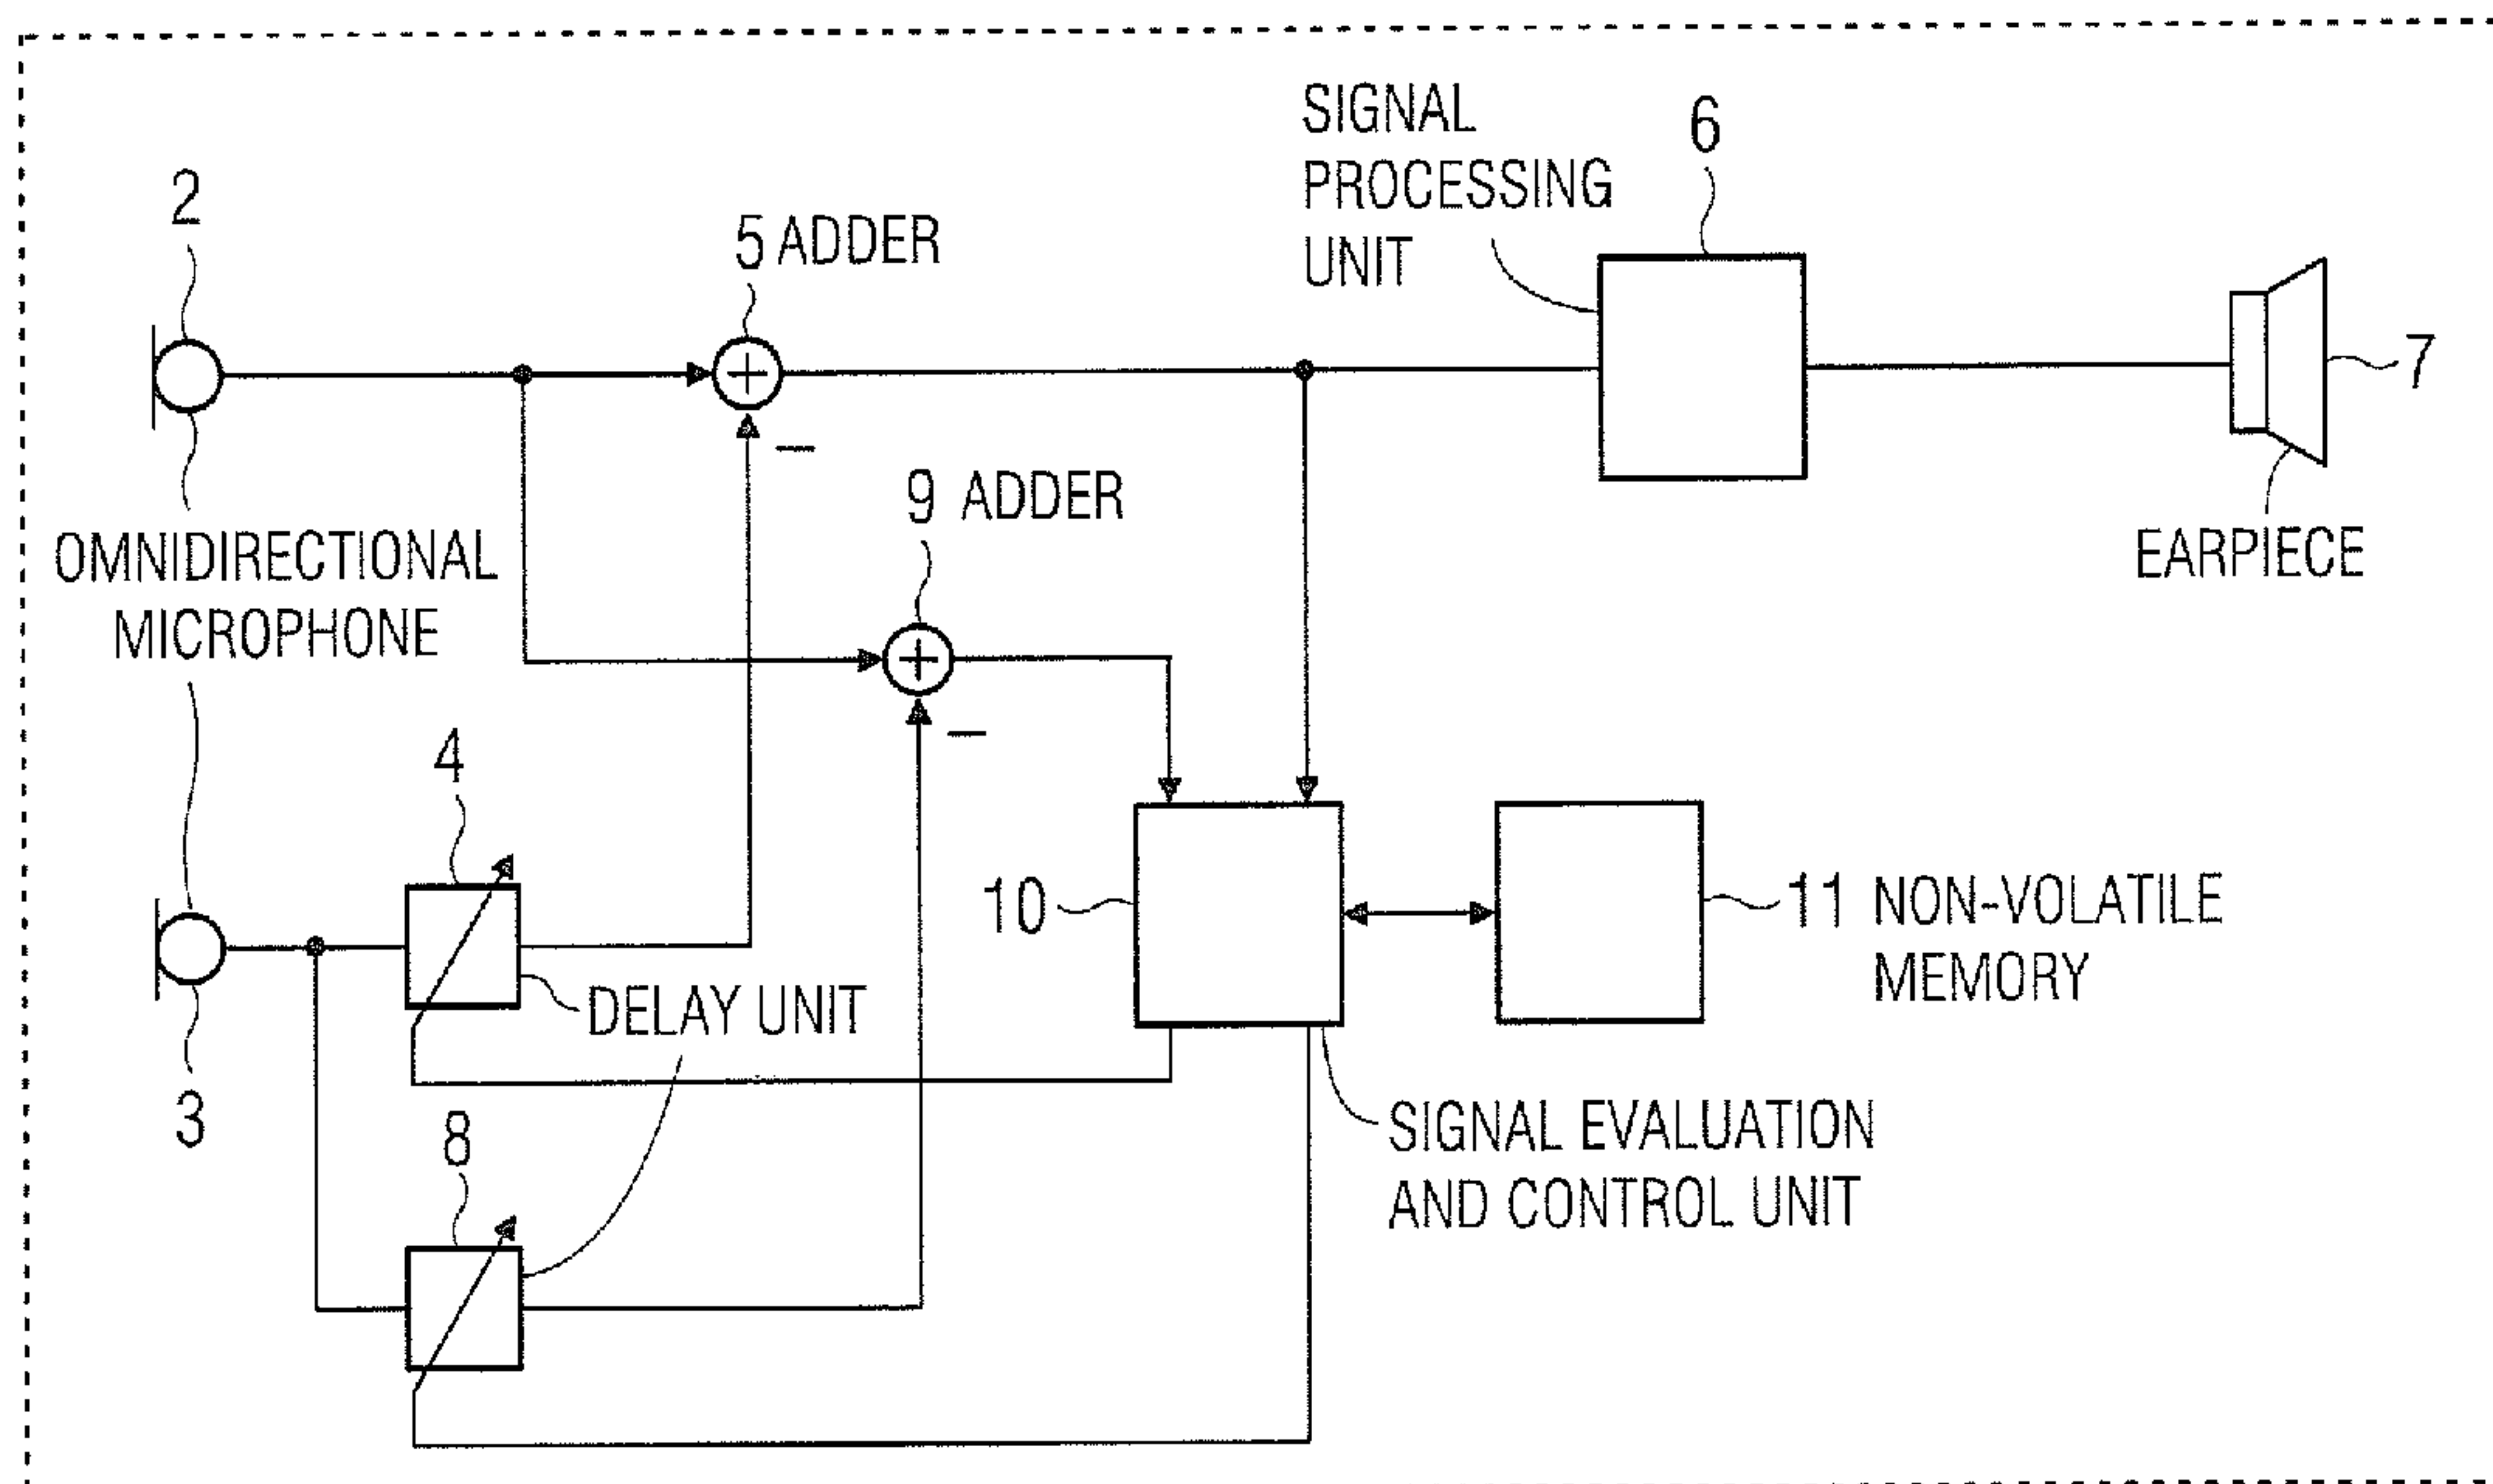 SIGNAL
PROCESSING
UNIT
6
2
5 ADDER
7
9 ADDER
OMNIDIRECTIONAL
MICROPHONE
EARPIECE
4
10
11 NON-VOLATILE
MEMORY
DELAY UNIT
3
8
SIGNAL EVALUATION
AND CONTROL UNIT